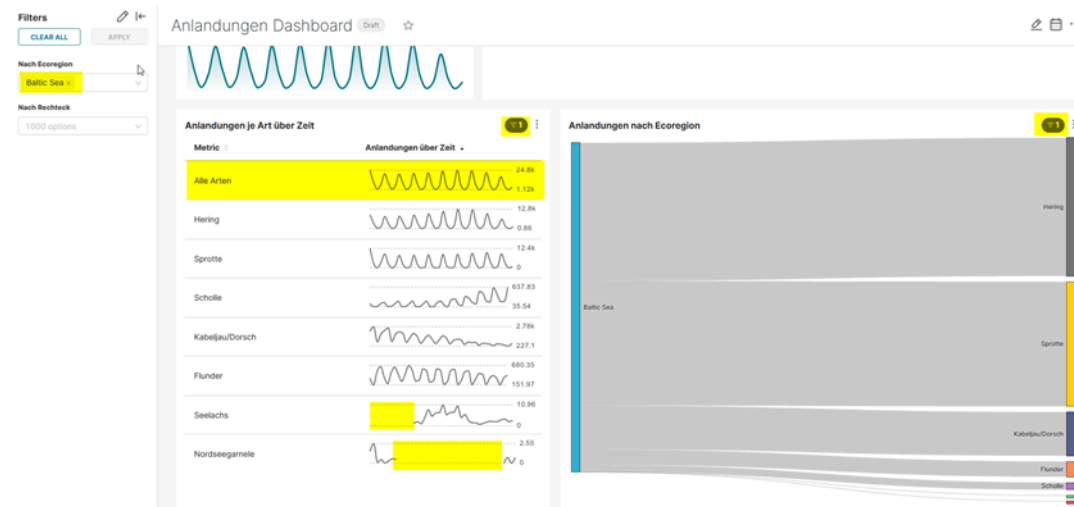 Filters
CLEAR ALL
APPLY
Nach Ecoregion
Baltic Sea ×
Nach Rechteck
1000 options
Anlandungen Dashboard
Draft
Anlandungen je Art über Zeit
1
Metric
Anlandungen über Zeit
Alle Arten
24.8k
1.12k
Hering
12.8k
0.86
Sprotte
12.4k
0
Scholle
637.83
35.54
Kabeljau/Dorsch
2.78k
227.1
Flunder
680.35
151.97
Seelachs
10.96
0
Nordseegarnele
2.55
0
Anlandungen nach Ecoregion
1
Baltic Sea
Hering
Sprotte
Kabeljau/Dorsch
Flunder
Scholle